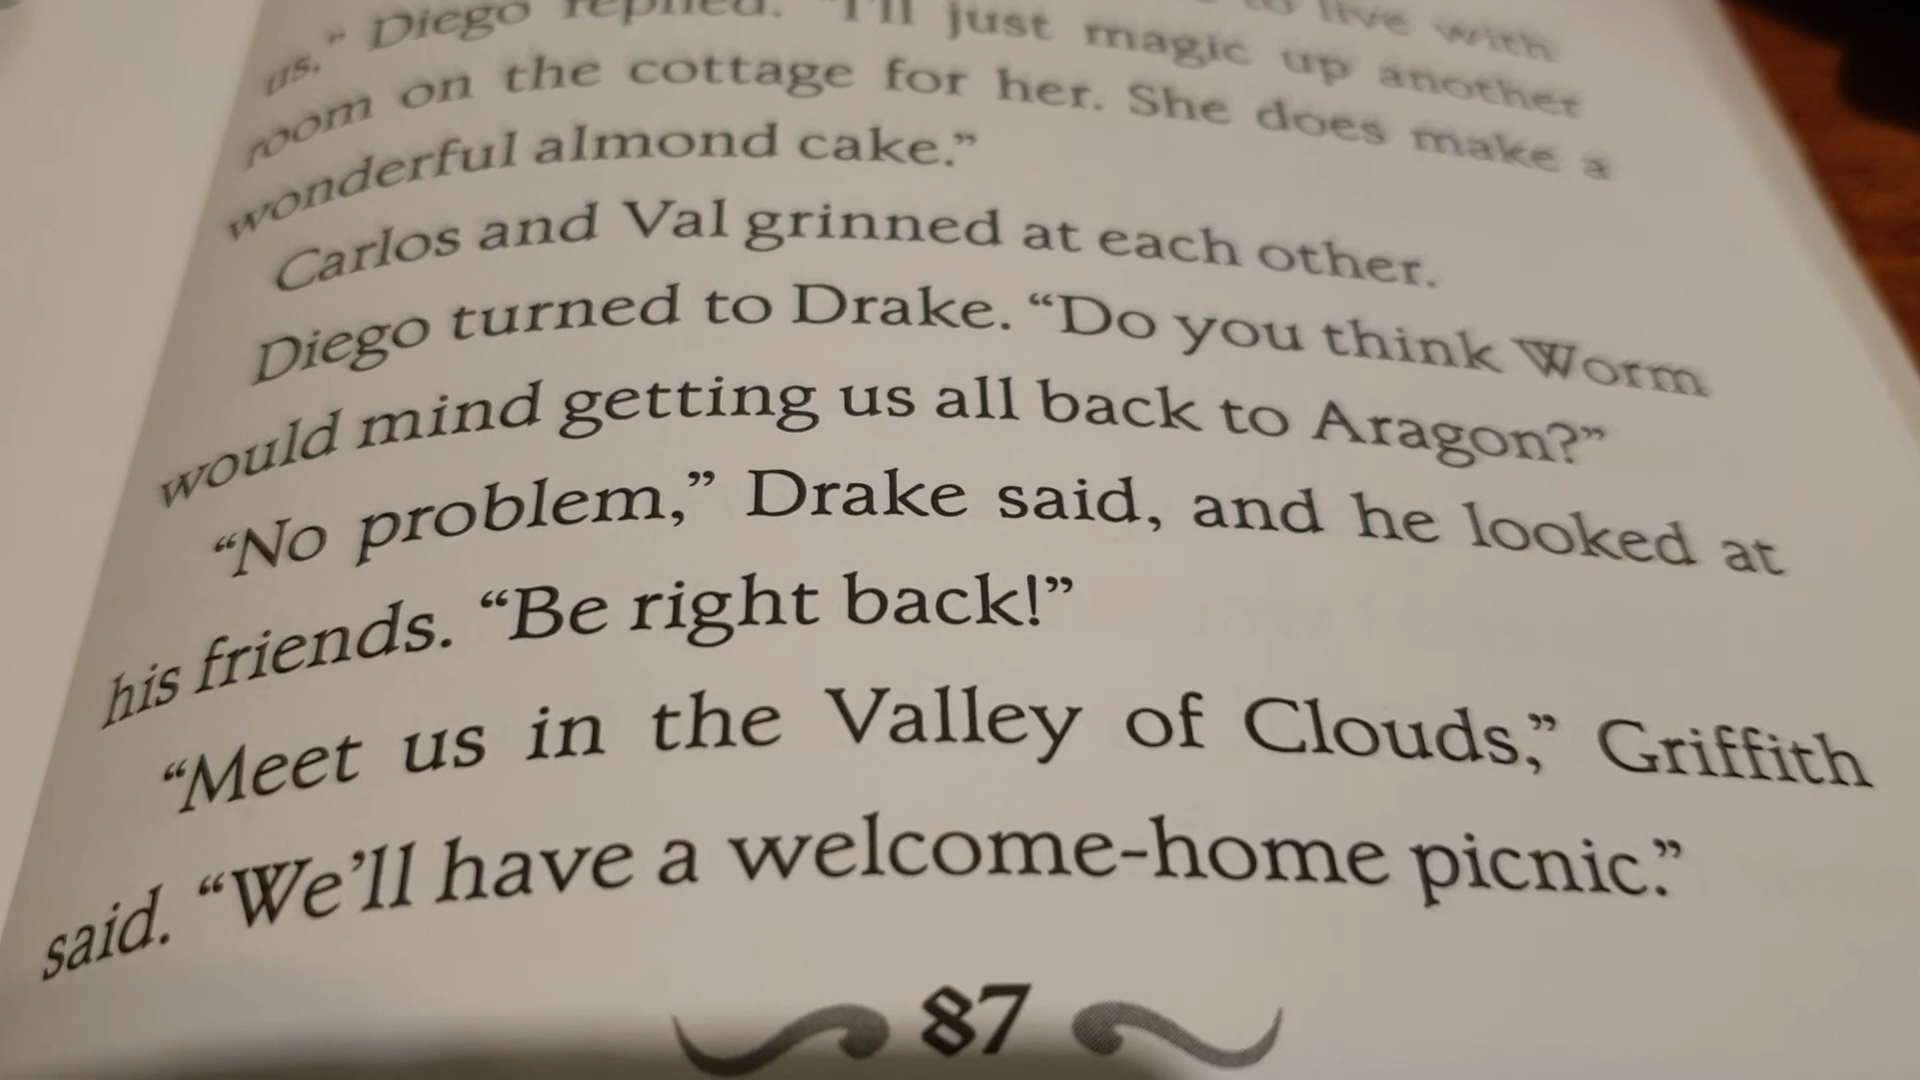 to live with
us.” Diego replied. “I’ll just magic up another
room on the cottage for her. She does make a
wonderful almond cake.”
Carlos and Val grinned at each other.
Diego turned to Drake. “Do you think Worm
would mind getting us all back to Aragon?”
“No problem,” Drake said, and he looked at
his friends. “Be right back!”
“Meet us in the Valley of Clouds,” Griffith
said. “We’ll have a welcome-home picnic.”
87